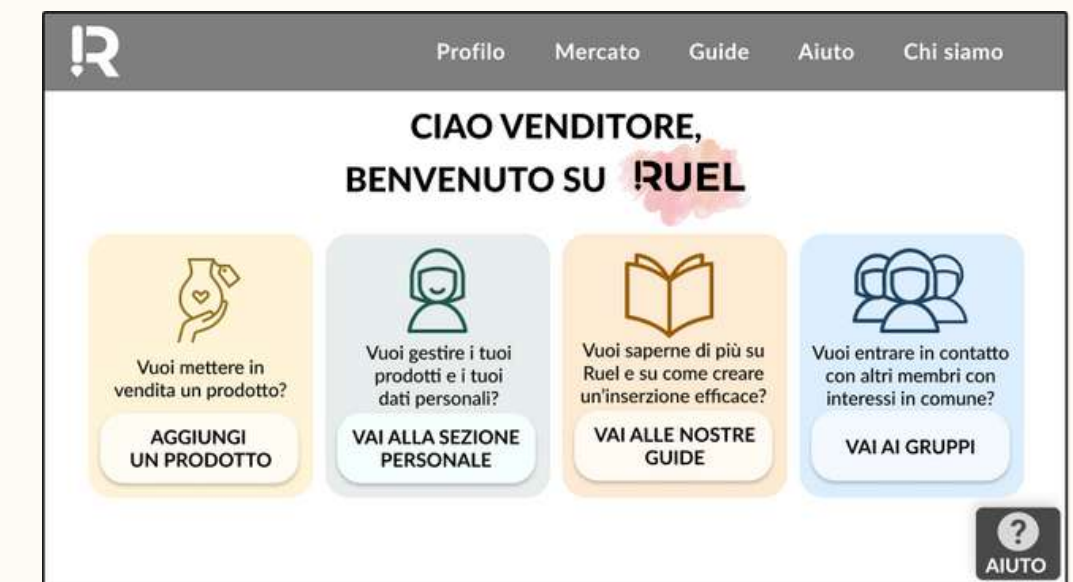 R
Profilo Mercato Guide Aiuto Chi siamo
CIAO VENDITORE,
BENVENUTO SU RUEL
Vuoi mettere in
vendita un prodotto?
AGGIUNGI
UN PRODOTTO
Vuoi gestire i tuoi
prodotti e i tuoi
dati personali?
VAI ALLA SEZIONE
PERSONALE
Vuoi saperne di più su
Ruel e su come creare
un'inserzione efficace?
VAI ALLE NOSTRE
GUIDE
Vuoi entrare in contatto
con altri membri con
interessi in comune?
VAI AI GRUPPI
?
AIUTO